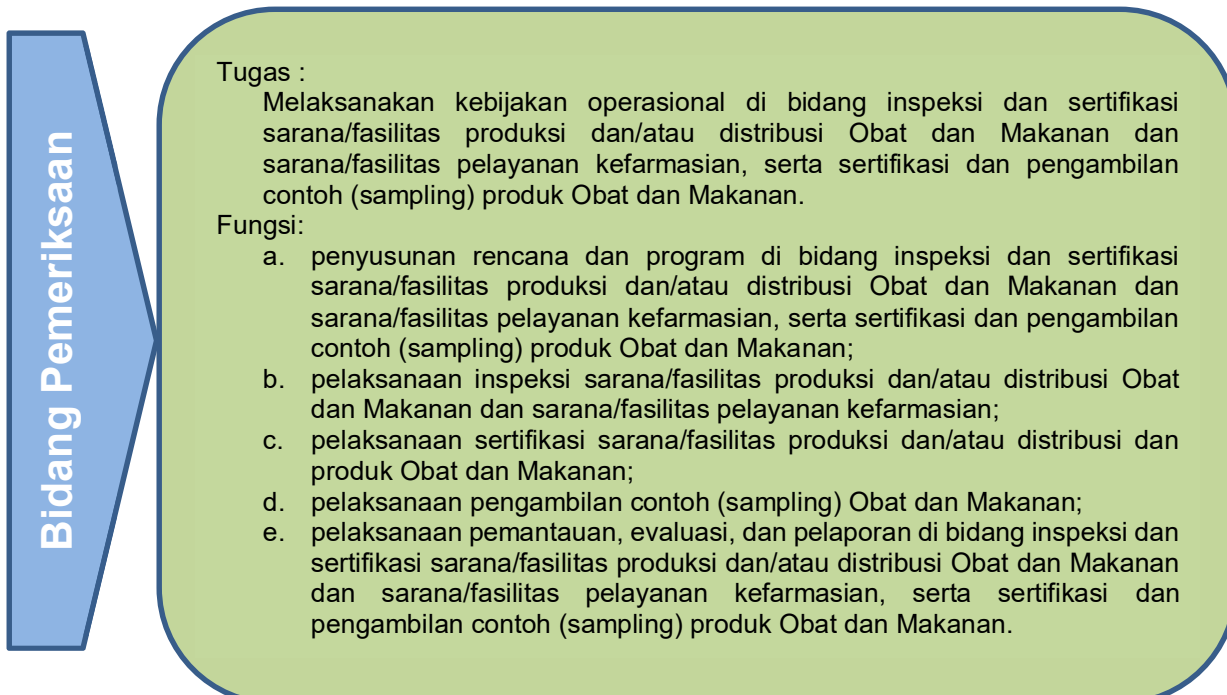 Bidang Pemeriksaan
Tugas :
Melaksanakan kebijakan operasional di bidang inspeksi dan sertifikasi
sarana/fasilitas produksi dan/atau distribusi Obat dan Makanan dan
sarana/fasilitas pelayanan kefarmasian, serta sertifikasi dan pengambilan
contoh (sampling) produk Obat dan Makanan.
Fungsi:
a. penyusunan rencana dan program di bidang inspeksi dan sertifikasi
sarana/fasilitas produksi dan/atau distribusi Obat dan Makanan dan
sarana/fasilitas pelayanan kefarmasian, serta sertifikasi dan pengambilan
contoh (sampling) produk Obat dan Makanan;
b. pelaksanaan inspeksi sarana/fasilitas produksi dan/atau distribusi Obat
dan Makanan dan sarana/fasilitas pelayanan kefarmasian;
c. pelaksanaan sertifikasi sarana/fasilitas produksi dan/atau distribusi dan
produk Obat dan Makanan;
d. pelaksanaan pengambilan contoh (sampling) Obat dan Makanan;
e. pelaksanaan pemantauan, evaluasi, dan pelaporan di bidang inspeksi dan
sertifikasi sarana/fasilitas produksi dan/atau distribusi Obat dan Makanan
dan sarana/fasilitas pelayanan kefarmasian, serta sertifikasi dan
pengambilan contoh (sampling) produk Obat dan Makanan.